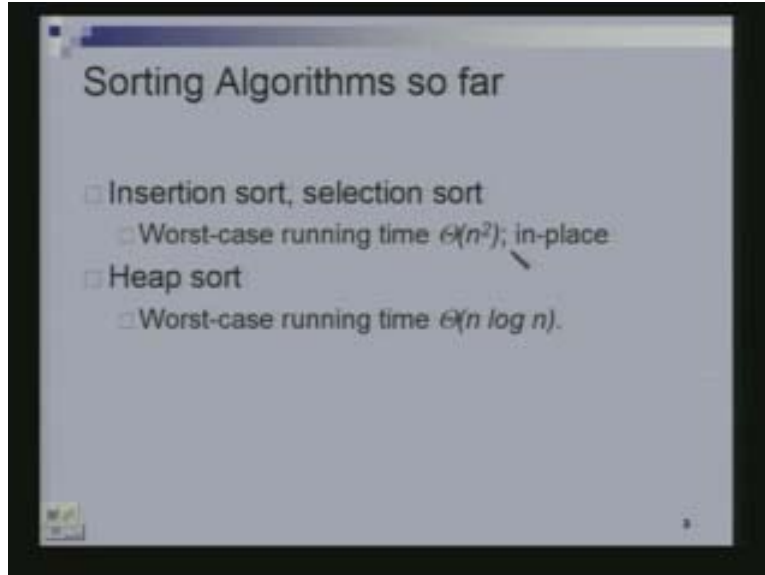 Sorting Algorithms so far
Insertion sort, selection sort
Worst-case running time Θ(n²); in-place
Heap sort
Worst-case running time Θ(n log n).